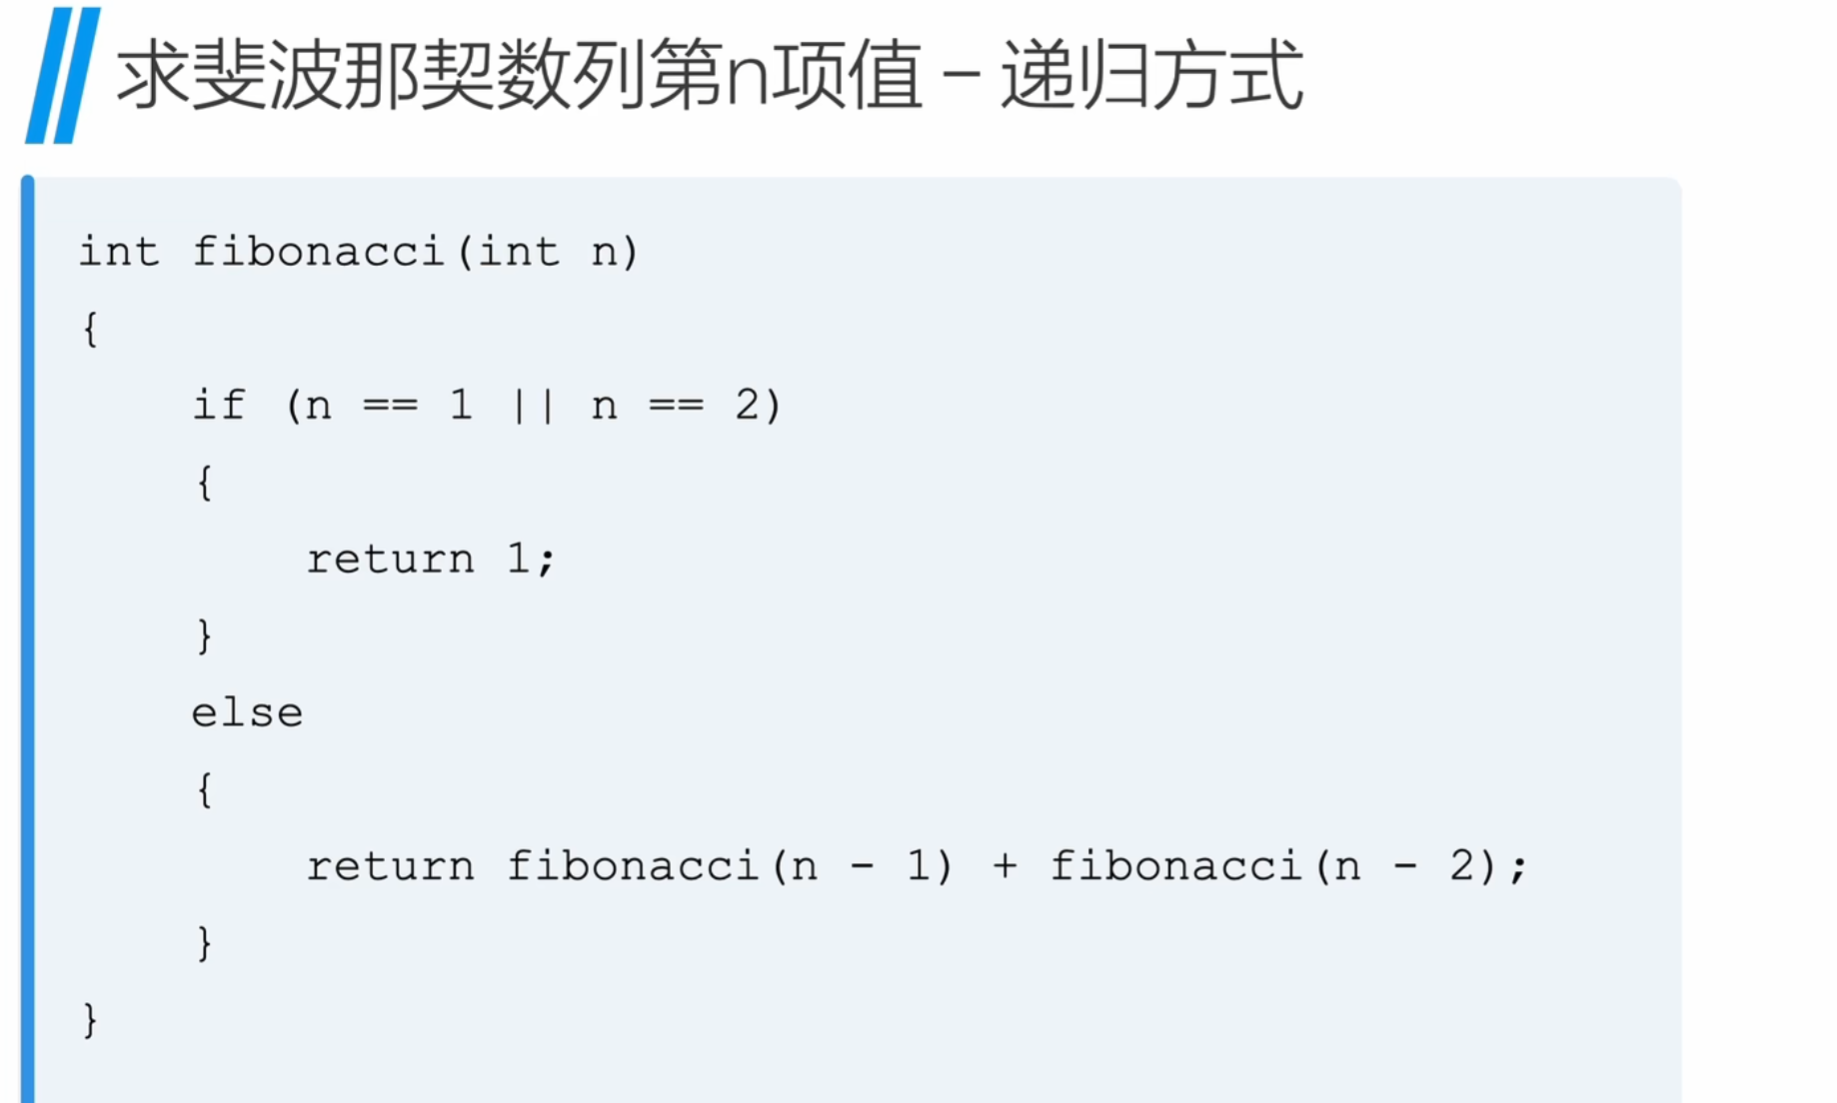 求斐波那契数列第n项值 – 递归方式
int fibonacci(int n)
{
    if (n == 1 || n == 2)
    {
        return 1;
    }
    else
    {
        return fibonacci(n - 1) + fibonacci(n - 2);
    }
}